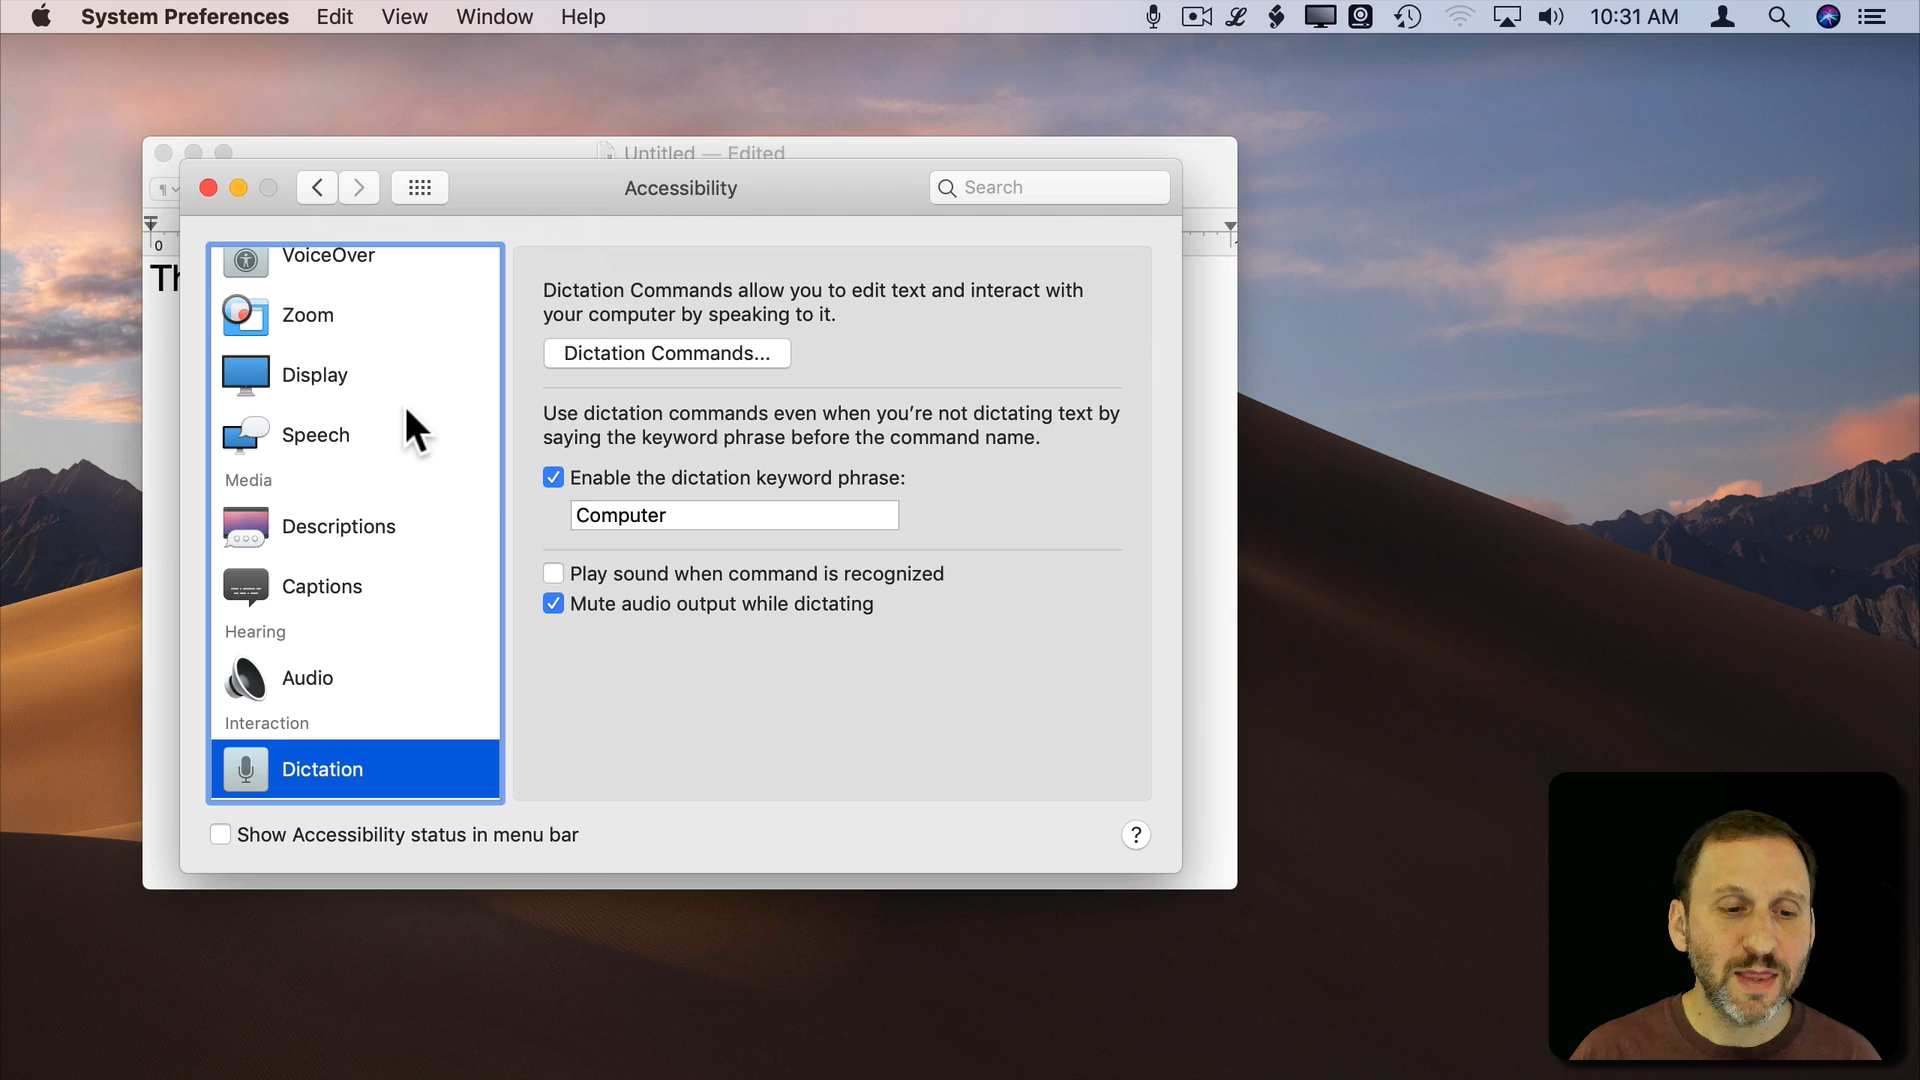 System Preferences Edit View Window Help 10:31 AM
Untitled — Edited
Accessibility
Search
0
Th
VoiceOver
Zoom
Display
Speech
Media
Descriptions
Captions
Hearing
Audio
Interaction
Dictation
Dictation Commands allow you to edit text and interact with
your computer by speaking to it.
Dictation Commands...
Use dictation commands even when you’re not dictating text by
saying the keyword phrase before the command name.
Enable the dictation keyword phrase:
Computer
Play sound when command is recognized
Mute audio output while dictating
Show Accessibility status in menu bar
?